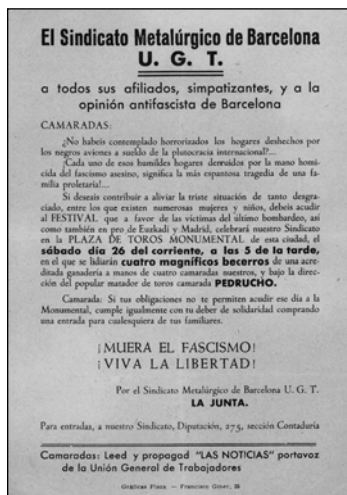 El Sindicato Metalúrgico de Barcelona
U. G. T.
a todos sus afiliados, simpatizantes, y a la
opinión antifascista de Barcelona
CAMARADAS:
¿No habeis contemplado horrorizados los hogares deshechos por
los negros aviones a sueldo de la plutocracia internacional?...
¡Cada uno de esos humildes hogares derruidos por la mano homi-
cida del fascismo asesino, significa la más espantosa tragedia de una fa-
milia proletaria!...
Si deseais contribuir a aliviar la triste situación de tanto desgra-
ciado, entre los que existen numerosas mujeres y niños, debeis acudir
al FESTIVAL que a favor de las víctimas del último bombardeo, así
como también en pro de Euzkadi y Madrid, celebrará nuestro Sindicato
en la PLAZA DE TOROS MONUMENTAL de esta ciudad, el
sábado día 26 del corriente, a las 5 de la tarde,
en el que se lidiarán cuatro magníficos becerros de una acre-
ditada ganadería a manos de cuatro camaradas nuestros, y bajo la direc-
ción del popular matador de toros camarada PEDRUCHO.
Camarada: Si tus obligaciones no te permiten acudir ese día a la
Monumental, cumple igualmente con tu deber de solidaridad comprando
una entrada para cualesquiera de tus familiares.
¡MUERA EL FASCISMO!
¡VIVA LA LIBERTAD!
Por el Sindicato Metalúrgico de Barcelona U. G. T.
LA JUNTA.
Para entradas, a nuestro Sindicato, Diputación, 275, sección Contaduría
Camaradas: Leed y propagad "LAS NOTICIAS" portavoz
de la Unión General de Trabajadores
Gráficas Plaza — Francisco Giner,